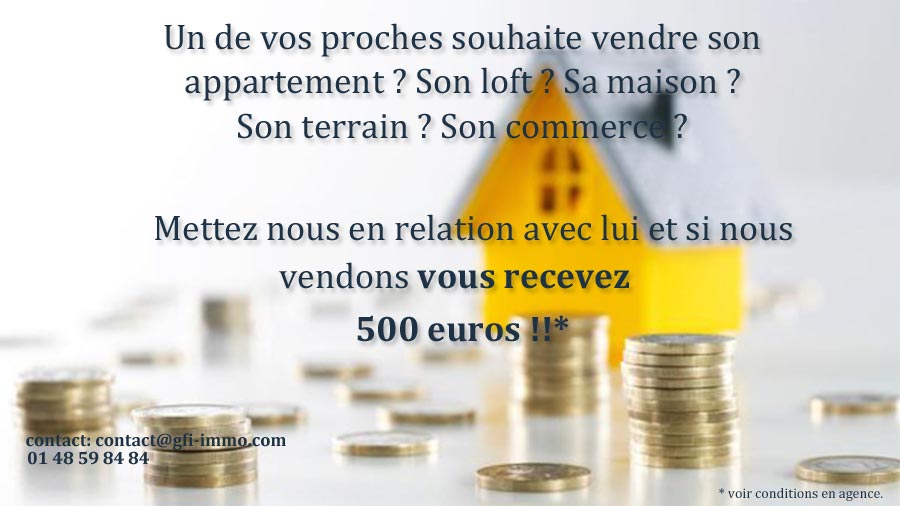 Un de vos proches souhaite vendre son
appartement ? Son loft ? Sa maison ?
Son terrain ? Son commerce ?
Mettez nous en relation avec lui et si nous
vendons vous recevez
500 euros !!*
contact: contact@gfi-immo.com
01 48 59 84 84
* voir conditions en agence.